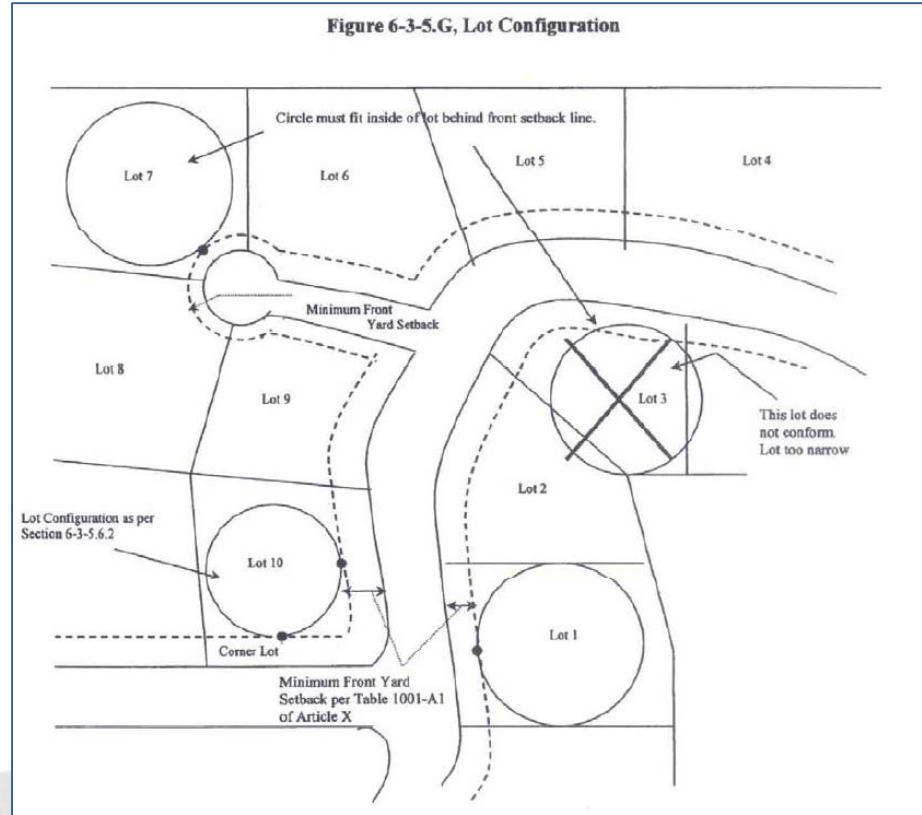 Figure 6-3-5.G, Lot Configuration
Circle must fit inside of lot behind front setback line.
Lot 7
Lot 6
Lot 5
Lot 4
Minimum Front
Yard Setback
Lot 8
Lot 9
Lot 3
This lot does
not conform.
Lot too narrow
Lot 2
Lot Configuration as per
Section 6-3-5.6.2
Lot 10
Lot 1
Corner Lot
Minimum Front Yard
Setback per Table 1001-A1
of Article X